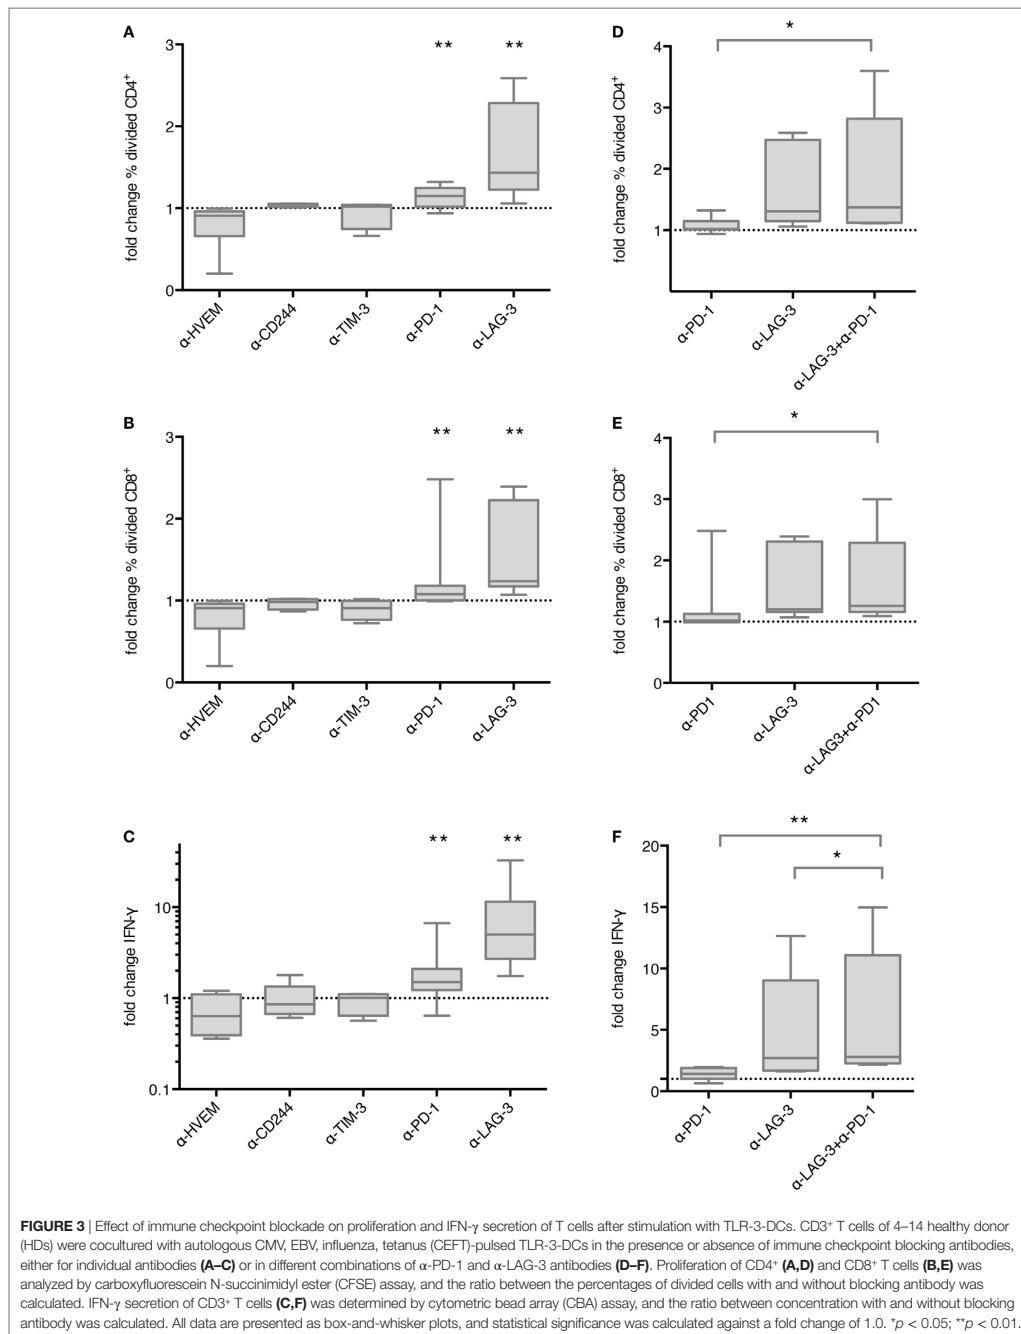 A
fold change % divided CD4⁺
3
2
1
0
** **
α-HVEM
α-CD244
α-TIM-3
α-PD-1
α-LAG-3
D
fold change % divided CD4⁺
4
3
2
1
*
α-PD-1
α-LAG-3
α-LAG-3+α-PD-1
B
fold change % divided CD8⁺
3
2
1
0
** **
α-HVEM
α-CD244
α-TIM-3
α-PD-1
α-LAG-3
E
fold change % divided CD8⁺
4
3
2
1
0
*
α-PD1
α-LAG-3
α-LAG3+α-PD1
C
fold change IFN-γ
10
1
0.1
** **
α-HVEM
α-CD244
α-TIM-3
α-PD-1
α-LAG-3
F
fold change IFN-γ
20
15
10
5
0
**
*
α-PD-1
α-LAG-3
α-LAG-3+α-PD-1
FIGURE 3 | Effect of immune checkpoint blockade on proliferation and IFN-γ secretion of T cells after stimulation with TLR-3-DCs. CD3⁺ T cells of 4–14 healthy donor
(HDs) were cocultured with autologous CMV, EBV, influenza, tetanus (CEFT)-pulsed TLR-3-DCs in the presence or absence of immune checkpoint blocking antibodies,
either for individual antibodies (A–C) or in different combinations of α-PD-1 and α-LAG-3 antibodies (D–F). Proliferation of CD4⁺ (A,D) and CD8⁺ T cells (B,E) was
analyzed by carboxyfluorescein N-succinimidyl ester (CFSE) assay, and the ratio between the percentages of divided cells with and without blocking antibody was
calculated. IFN-γ secretion of CD3⁺ T cells (C,F) was determined by cytometric bead array (CBA) assay, and the ratio between concentration with and without blocking
antibody was calculated. All data are presented as box-and-whisker plots, and statistical significance was calculated against a fold change of 1.0. *p < 0.05; **p < 0.01.